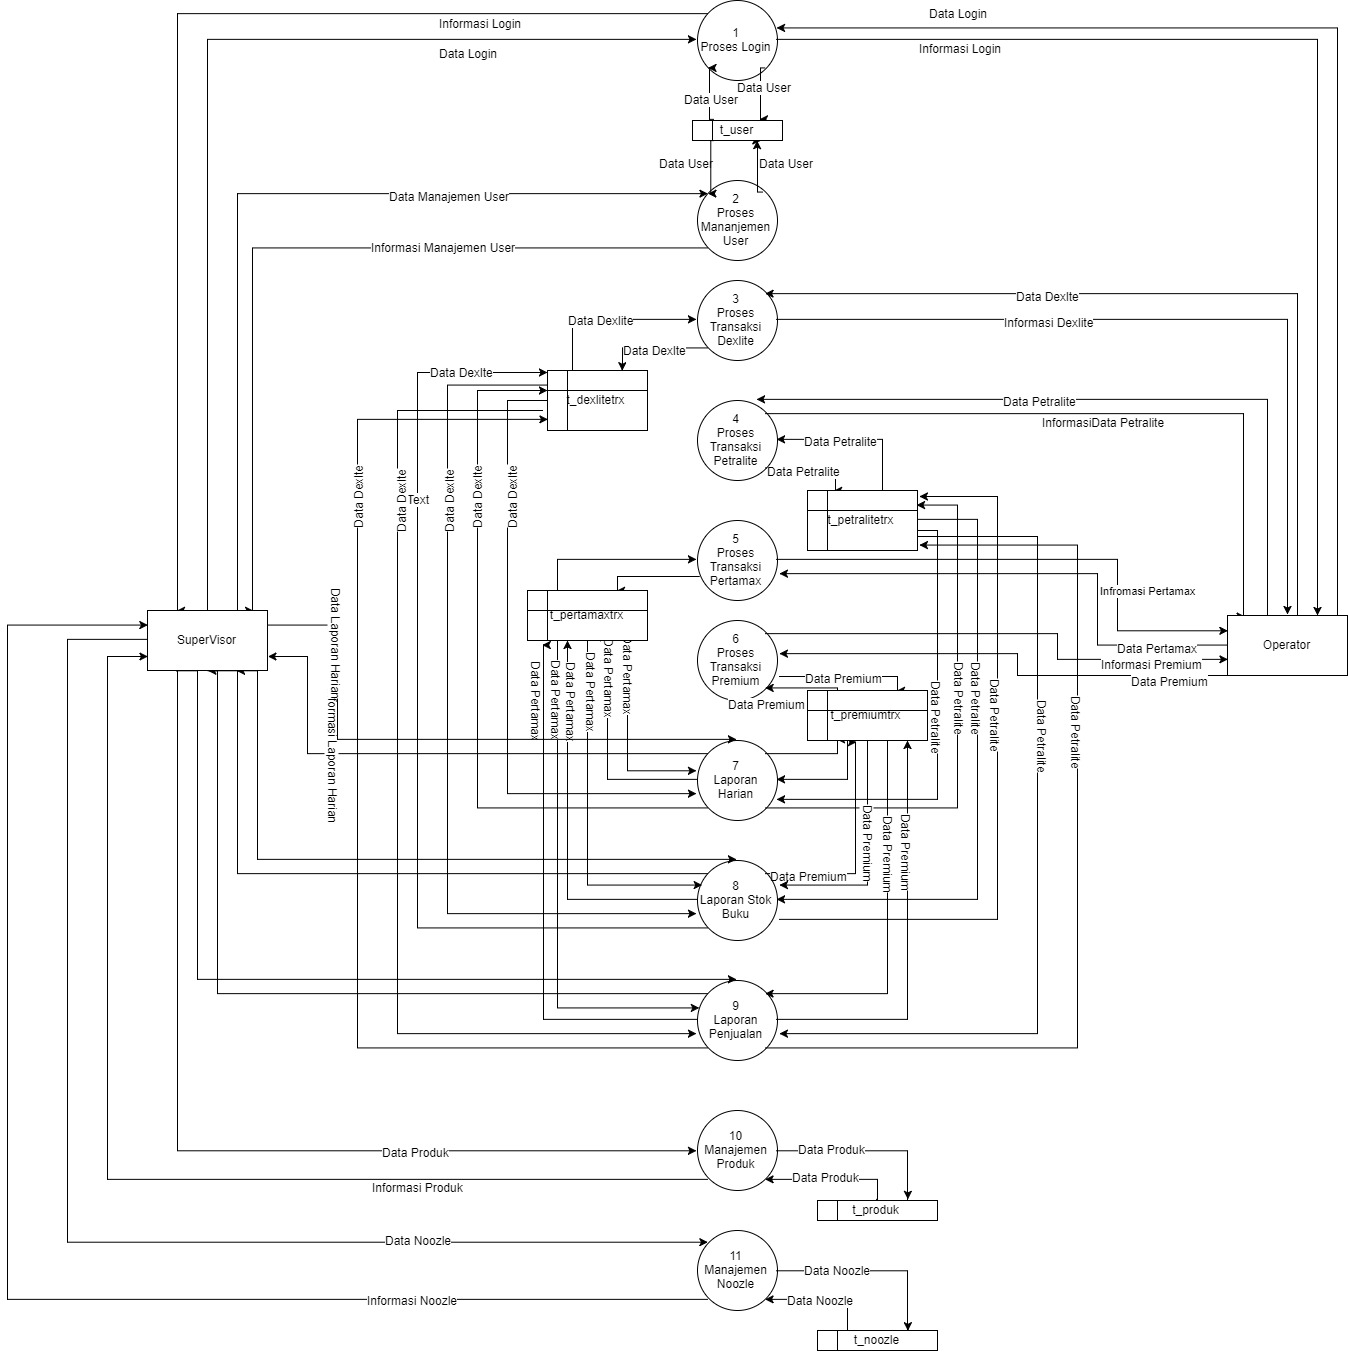 Informasi Login
Data Login
1
Proses Login
Data Login
Informasi Login
Data User
Data User
t_user
Data User
Data User
Data Manajemen User
2
Proses
Mananjemen
User
Informasi Manajemen User
3
Proses
Transaksi
Dexlite
Data Dexlte
Informasi Dexlite
Data Dexlite
Data Dexlte
Data Dexlte
t_dexlitetrx
4
Proses
Transaksi
Petralite
Data Petralite
InformasiData Petralite
Data Petralite
Data Petralite
t_petralitetrx
Data Dexlte
Data Dexlte
Text
Data Dexlte
Data Dexlte
Data Dexlte
5
Proses
Transaksi
Pertamax
Infromasi Pertamax
Data Pertamax
t_pertamaxtrx
SuperVisor
Operator
6
Proses
Transaksi
Premium
Informasi Premium
Data Premium
Data Premium
Data Premium
t_premiumtrx
Data Laporan Harian
Informasi Laporan Harian
Data Pertamax
Data Pertamax
Data Pertamax
Data Pertamax
Data Pertamax
Data Pertamax
Data Petralite
Data Petralite
Data Petralite
Data Petralite
Data Petralite
Data Petralite
7
Laporan
Harian
Data Premium
Data Premium
Data Premium
Data Premium
8
Laporan Stok
Buku
9
Laporan
Penjualan
10
Manajemen
Produk
Data Produk
Informasi Produk
Data Produk
Data Produk
t_produk
11
Manajemen
Noozle
Data Noozle
Informasi Noozle
Data Noozle
Data Noozle
t_noozle